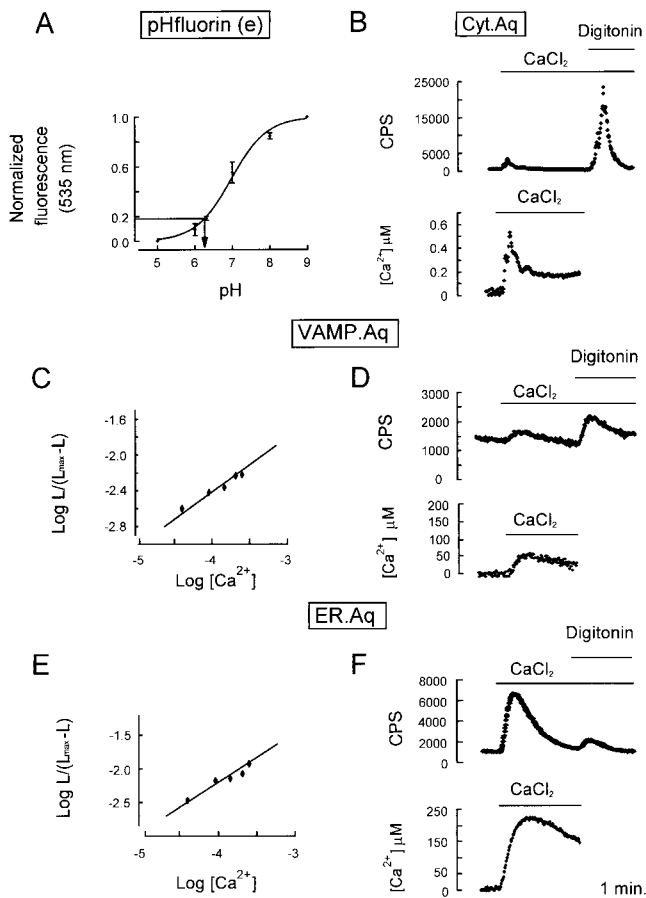 A
pHfluorin (e)
Normalized
fluorescence
(535 nm)
1.0
0.6
0.2
0.0
5 6 7 8 9
pH
B
Cyt.Aq
Digitonin
CaCl₂
CPS
25000
15000
5000
0
CaCl₂
[Ca²⁺] μM
0.6
0.4
0.2
0
VAMP.Aq
C
Log L/(Lmax-L)
-1.6
-2.0
-2.4
-2.8
-5 -4 -3
Log [Ca²⁺]
D
Digitonin
CaCl₂
CPS
3000
2000
1000
0
CaCl₂
[Ca²⁺] μM
200
150
100
50
0
ER.Aq
E
Log L/(Lmax-L)
-1.5
-2.0
-2.5
-5 -4 -3
Log [Ca²⁺]
F
Digitonin
CaCl₂
CPS
8000
6000
4000
2000
0
CaCl₂
[Ca²⁺] μM
250
150
50
0
1 min.